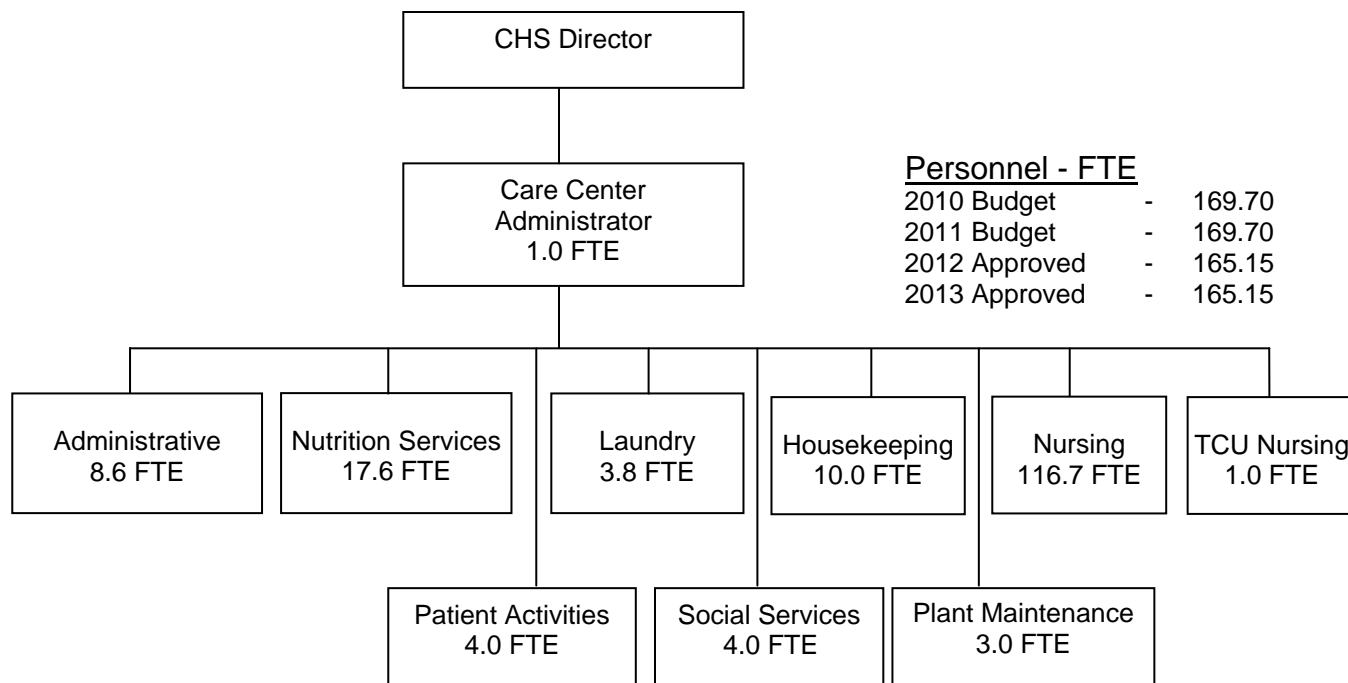 CHS Director
Care Center
Administrator
1.0 FTE
Personnel - FTE
2010 Budget - 169.70
2011 Budget - 169.70
2012 Approved - 165.15
2013 Approved - 165.15
Administrative
8.6 FTE
Nutrition Services
17.6 FTE
Laundry
3.8 FTE
Housekeeping
10.0 FTE
Nursing
116.7 FTE
TCU Nursing
1.0 FTE
Patient Activities
4.0 FTE
Social Services
4.0 FTE
Plant Maintenance
3.0 FTE